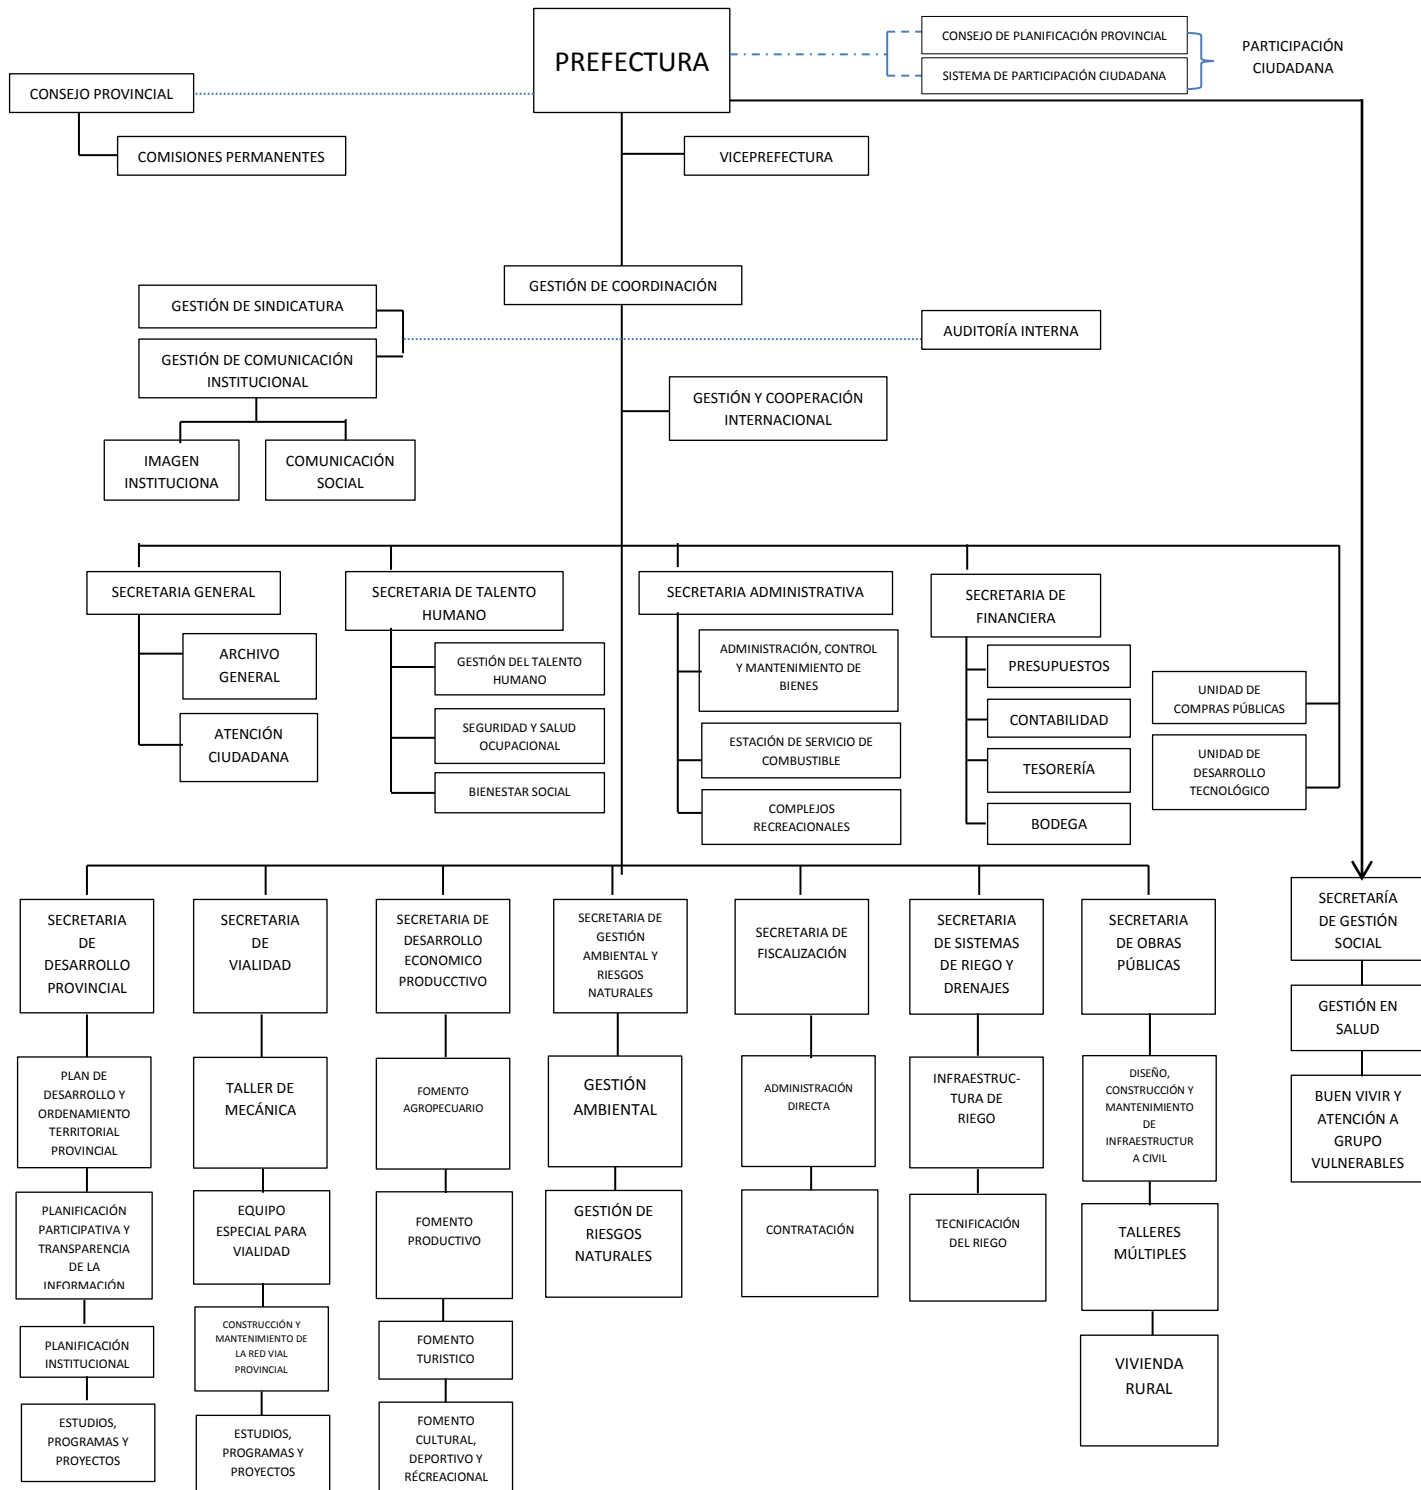 PREFECTURA
CONSEJO DE PLANIFICACIÓN PROVINCIAL
SISTEMA DE PARTICIPACIÓN CIUDADANA
PARTICIPACIÓN
CIUDADANA
CONSEJO PROVINCIAL
COMISIONES PERMANENTES
VICEPREFECTURA
GESTIÓN DE COORDINACIÓN
GESTIÓN DE SINDICATURA
AUDITORÍA INTERNA
GESTIÓN DE COMUNICACIÓN
INSTITUCIONAL
GESTIÓN Y COOPERACIÓN
INTERNACIONAL
IMAGEN
INSTITUCIONA
COMUNICACIÓN
SOCIAL
SECRETARIA GENERAL
ARCHIVO
GENERAL
ATENCIÓN
CIUDADANA
SECRETARIA DE TALENTO
HUMANO
GESTIÓN DEL TALENTO
HUMANO
SEGURIDAD Y SALUD
OCUPACIONAL
BIENESTAR SOCIAL
SECRETARIA ADMINISTRATIVA
ADMINISTRACIÓN, CONTROL
Y MANTENIMIENTO DE
BIENES
ESTACIÓN DE SERVICIO DE
COMBUSTIBLE
COMPLEJOS
RECREACIONALES
SECRETARIA DE
FINANCIERA
PRESUPUESTOS
CONTABILIDAD
TESORERÍA
BODEGA
UNIDAD DE
COMPRAS PÚBLICAS
UNIDAD DE
DESARROLLO
TECNOLÓGICO
SECRETARIA
DE
DESARROLLO
PROVINCIAL
PLAN DE
DESARROLLO Y
ORDENAMIENTO
TERRITORIAL
PROVINCIAL
PLANIFICACIÓN
PARTICIPATIVA Y
TRANSPARENCIA
DE LA
INFORMACIÓN
PLANIFICACIÓN
INSTITUCIONAL
ESTUDIOS,
PROGRAMAS Y
PROYECTOS
SECRETARIA
DE
VIALIDAD
TALLER DE
MECÁNICA
EQUIPO
ESPECIAL PARA
VIALIDAD
CONSTRUCCIÓN Y
MANTENIMIENTO DE
LA RED VIAL
PROVINCIAL
ESTUDIOS,
PROGRAMAS Y
PROYECTOS
SECRETARIA DE
DESARROLLO
ECONOMICO
PRODUCCTIVO
FOMENTO
AGROPECUARIO
FOMENTO
PRODUCTIVO
FOMENTO
TURISTICO
FOMENTO
CULTURAL,
DEPORTIVO Y
RÉCREACIONAL
SECRETARIA DE
GESTIÓN
AMBIENTAL Y
RIESGOS
NATURALES
GESTIÓN
AMBIENTAL
GESTIÓN DE
RIESGOS
NATURALES
SECRETARIA DE
FISCALIZACIÓN
ADMINISTRACIÓN
DIRECTA
CONTRATACIÓN
SECRETARIA
DE SISTEMAS
DE RIEGO Y
DRENAJES
INFRAESTRUC-
TURA DE
RIEGO
TECNIFICACIÓN
DEL RIEGO
SECRETARIA
DE OBRAS
PÚBLICAS
DISEÑO,
CONSTRUCCIÓN Y
MANTENIMIENTO
DE
INFRAESTRUCTUR
A CIVIL
TALLERES
MÚLTIPLES
VIVIENDA
RURAL
SECRETARÍA
DE GESTIÓN
SOCIAL
GESTIÓN EN
SALUD
BUEN VIVIR Y
ATENCIÓN A
GRUPO
VULNERABLES